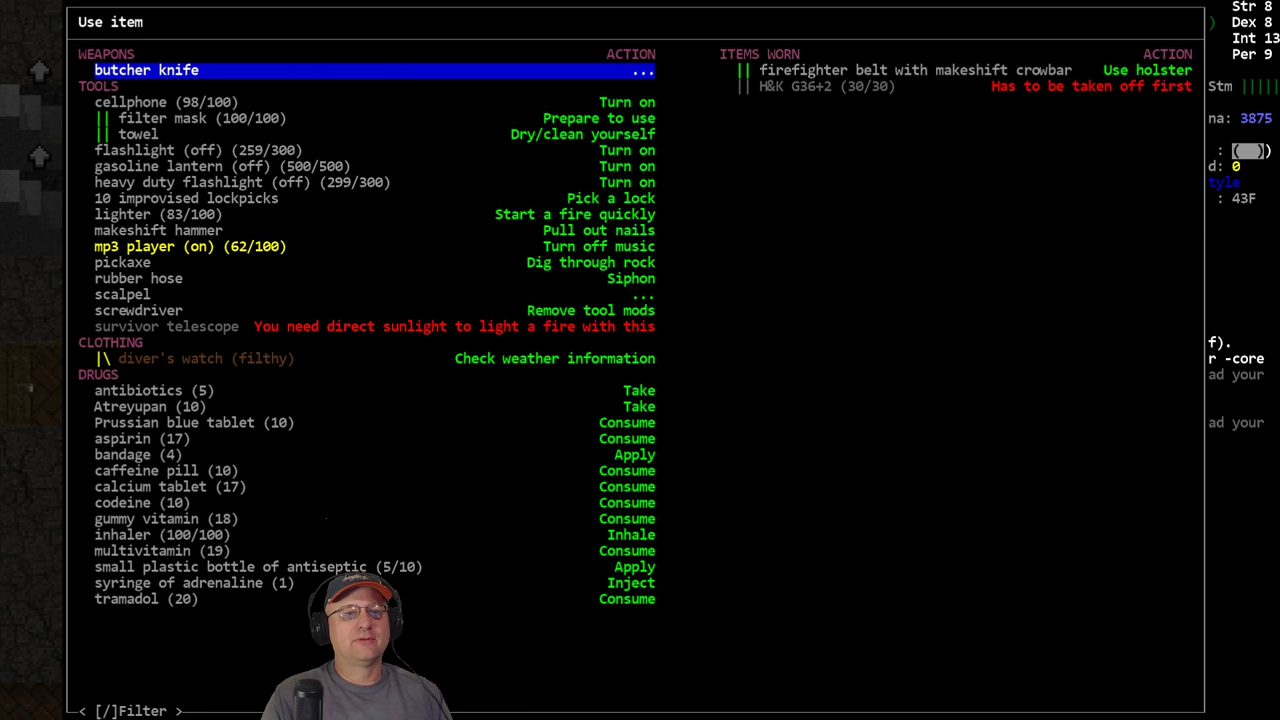 Use item
WEAPONS ACTION
butcher knife ...
TOOLS
cellphone (98/100) Turn on
|| filter mask (100/100) Prepare to use
|| towel Dry/clean yourself
flashlight (off) (259/300) Turn on
gasoline lantern (off) (500/500) Turn on
heavy duty flashlight (off) (299/300) Turn on
10 improvised lockpicks Pick a lock
lighter (83/100) Start a fire quickly
makeshift hammer Pull out nails
mp3 player (on) (62/100) Turn off music
pickaxe Dig through rock
rubber hose Siphon
scalpel ...
screwdriver Remove tool mods
survivor telescope You need direct sunlight to light a fire with this
CLOTHING
|\ diver's watch (filthy) Check weather information
DRUGS
antibiotics (5) Take
Atreyupan (10) Take
Prussian blue tablet (10) Consume
aspirin (17) Consume
bandage (4) Apply
caffeine pill (10) Consume
calcium tablet (17) Consume
codeine (10) Consume
gummy vitamin (18) Consume
inhaler (100/100) Inhale
multivitamin (19) Consume
small plastic bottle of antiseptic (5/10) Apply
syringe of adrenaline (1) Inject
tramadol (20) Consume
< [/]Filter >
ITEMS WORN ACTION
|| firefighter belt with makeshift crowbar Use holster
|| H&K G36+2 (30/30) Has to be taken off first
Str 8
) Dex 8
Int 13
Per 9
Stm |||||
na: 3875
: ( ))
d: 0
tyle
: 43F
f).
r -core
ad your
ad your